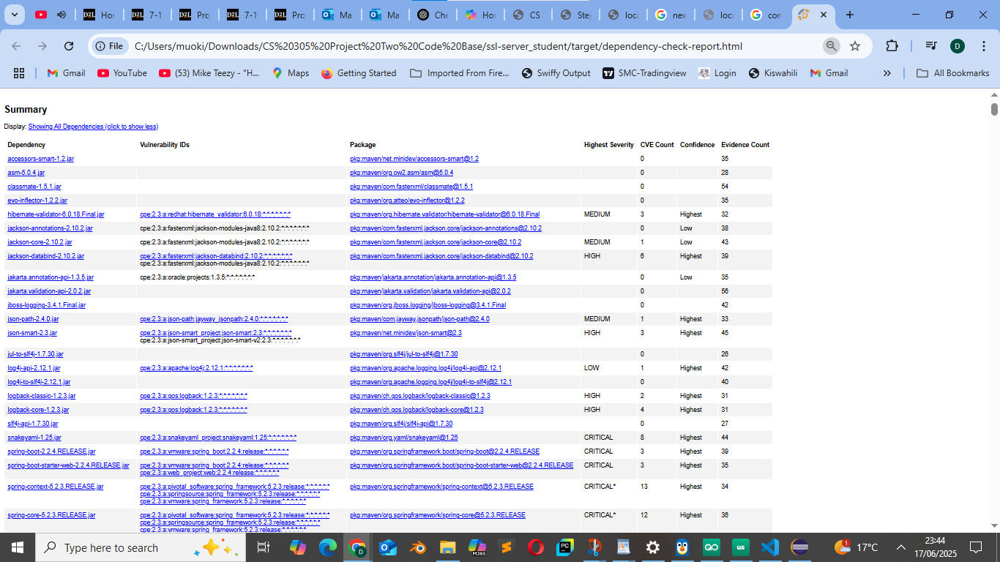 D2L Hor
D2L 7-1
D2L Pro
D2L 7-1
D2L Pro
Mai
Mai
Che
Hor
CS
Step
loca
nev
loca
con
File C:/Users/muoki/Downloads/CS%20305%20Project%20Two%20Code%20Base/ssl-server_student/target/dependency-check-report.html D
Gmail YouTube (53) Mike Teezy - "H... Maps Getting Started Imported From Fire... Swiffy Output SMC-Tradingview Login Kiswahili Gmail » All Bookmarks
Summary
Display: Showing All Dependencies (click to show less)
Dependency Vulnerability IDs Package Highest Severity CVE Count Confidence Evidence Count
accessors-smart-1.2.jar pkg:maven/net.minidev/accessors-smart@1.2 0 35
asm-5.0.4.jar pkg:maven/org.ow2.asm/asm@5.0.4 0 28
classmate-1.5.1.jar pkg:maven/com.fasterxml/classmate@1.5.1 0 54
evo-inflector-1.2.2.jar pkg:maven/org.atteo/evo-inflector@1.2.2 0 35
hibernate-validator-6.0.18.Final.jar cpe:2.3:a:redhat:hibernate_validator:6.0.18:*:*:*:*:*:*:* pkg:maven/org.hibernate.validator/hibernate-validator@6.0.18.Final MEDIUM 3 Highest 32
jackson-annotations-2.10.2.jar cpe:2.3:a:fasterxml:jackson-modules-java8:2.10.2:*:*:*:*:*:*:* pkg:maven/com.fasterxml.jackson.core/jackson-annotations@2.10.2 0 Low 38
jackson-core-2.10.2.jar cpe:2.3:a:fasterxml:jackson-modules-java8:2.10.2:*:*:*:*:*:*:* pkg:maven/com.fasterxml.jackson.core/jackson-core@2.10.2 MEDIUM 1 Low 43
jackson-databind-2.10.2.jar cpe:2.3:a:fasterxml:jackson-databind:2.10.2:*:*:*:*:*:*:* pkg:maven/com.fasterxml.jackson.core/jackson-databind@2.10.2 HIGH 6 Highest 39
cpe:2.3:a:fasterxml:jackson-modules-java8:2.10.2:*:*:*:*:*:*:*
jakarta.annotation-api-1.3.5.jar cpe:2.3:a:oracle:projects:1.3.5:*:*:*:*:*:*:* pkg:maven/jakarta.annotation/jakarta.annotation-api@1.3.5 0 Low 35
jakarta.validation-api-2.0.2.jar pkg:maven/jakarta.validation/jakarta.validation-api@2.0.2 0 56
jboss-logging-3.4.1.Final.jar pkg:maven/org.jboss.logging/jboss-logging@3.4.1.Final 0 42
json-path-2.4.0.jar cpe:2.3:a:json-path:jayway_jsonpath:2.4.0:*:*:*:*:*:*:* pkg:maven/com.jayway.jsonpath/json-path@2.4.0 MEDIUM 1 Highest 33
json-smart-2.3.jar cpe:2.3:a:json-smart_project:json-smart:2.3:*:*:*:*:*:*:* pkg:maven/net.minidev/json-smart@2.3 HIGH 3 Highest 45
cpe:2.3:a:json-smart_project:json-smart-v2:2.3:*:*:*:*:*:*:*
jul-to-slf4j-1.7.30.jar pkg:maven/org.slf4j/jul-to-slf4j@1.7.30 0 26
log4j-api-2.12.1.jar cpe:2.3:a:apache:log4j:2.12.1:*:*:*:*:*:*:* pkg:maven/org.apache.logging.log4j/log4j-api@2.12.1 LOW 1 Highest 42
log4j-to-slf4j-2.12.1.jar pkg:maven/org.apache.logging.log4j/log4j-to-slf4j@2.12.1 0 40
logback-classic-1.2.3.jar cpe:2.3:a:qos:logback:1.2.3:*:*:*:*:*:*:* pkg:maven/ch.qos.logback/logback-classic@1.2.3 HIGH 2 Highest 31
logback-core-1.2.3.jar cpe:2.3:a:qos:logback:1.2.3:*:*:*:*:*:*:* pkg:maven/ch.qos.logback/logback-core@1.2.3 HIGH 4 Highest 31
slf4j-api-1.7.30.jar pkg:maven/org.slf4j/slf4j-api@1.7.30 0 27
snakeyaml-1.25.jar cpe:2.3:a:snakeyaml_project:snakeyaml:1.25:*:*:*:*:*:*:* pkg:maven/org.yaml/snakeyaml@1.25 CRITICAL 8 Highest 44
spring-boot-2.2.4.RELEASE.jar cpe:2.3:a:vmware:spring_boot:2.2.4:release:*:*:*:*:*:* pkg:maven/org.springframework.boot/spring-boot@2.2.4.RELEASE CRITICAL 3 Highest 39
spring-boot-starter-web-2.2.4.RELEASE.jar cpe:2.3:a:vmware:spring_boot:2.2.4:release:*:*:*:*:*:* pkg:maven/org.springframework.boot/spring-boot-starter-web@2.2.4.RELEASE CRITICAL 3 Highest 35
cpe:2.3:a:web_project:web:2.2.4:release:*:*:*:*:*:*
spring-context-5.2.3.RELEASE.jar cpe:2.3:a:pivotal_software:spring_framework:5.2.3:release:*:*:*:*:*:* pkg:maven/org.springframework/spring-context@5.2.3.RELEASE CRITICAL* 13 Highest 34
cpe:2.3:a:springsource:spring_framework:5.2.3:release:*:*:*:*:*:*
cpe:2.3:a:vmware:spring_framework:5.2.3:release:*:*:*:*:*:*
spring-core-5.2.3.RELEASE.jar cpe:2.3:a:pivotal_software:spring_framework:5.2.3:release:*:*:*:*:*:* pkg:maven/org.springframework/spring-core@5.2.3.RELEASE CRITICAL* 12 Highest 36
cpe:2.3:a:springsource:spring_framework:5.2.3:release:*:*:*:*:*:*
cpe:2.3:a:vmware:spring_framework:5.2.3:release:*:*:*:*:*:*
Type here to search M365 PC us 1 17°C 23:44
17/06/2025